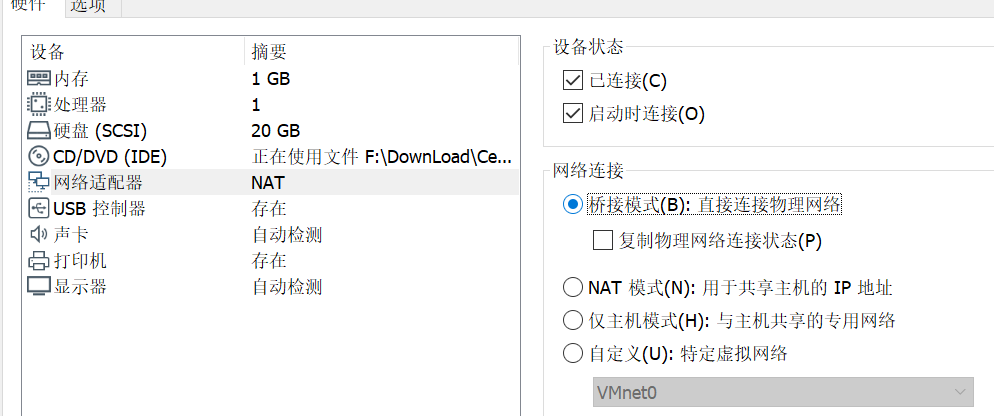 硬件 选项
设备 摘要
内存 1 GB
处理器 1
硬盘 (SCSI) 20 GB
CD/DVD (IDE) 正在使用文件 F:\DownLoad\Ce...
网络适配器 NAT
USB 控制器 存在
声卡 自动检测
打印机 存在
显示器 自动检测
设备状态
已连接(C)
启动时连接(O)
网络连接
桥接模式(B): 直接连接物理网络
复制物理网络连接状态(P)
NAT 模式(N): 用于共享主机的 IP 地址
仅主机模式(H): 与主机共享的专用网络
自定义(U): 特定虚拟网络
VMnet0